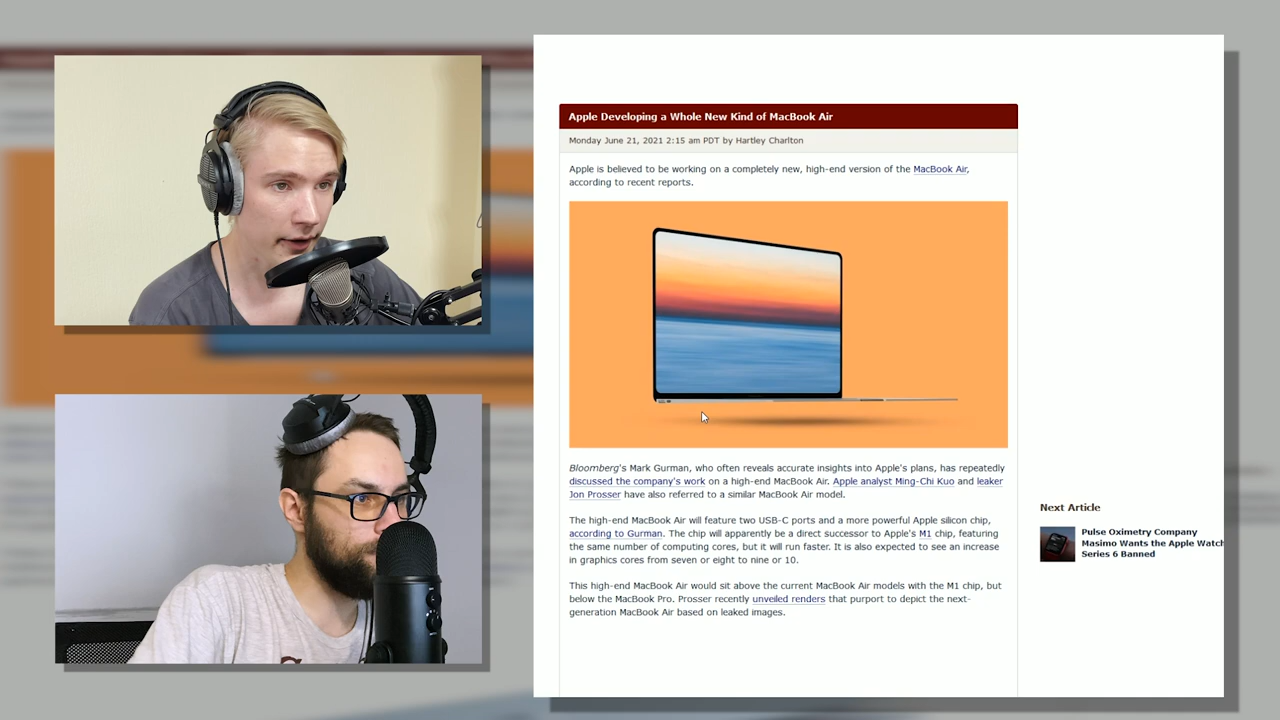 Apple Developing a Whole New Kind of MacBook Air
Monday June 21, 2021 2:15 am PDT by Hartley Charlton
Apple is believed to be working on a completely new, high-end version of the MacBook Air,
according to recent reports.
Bloomberg's Mark Gurman, who often reveals accurate insights into Apple's plans, has repeatedly
discussed the company's work on a high-end MacBook Air. Apple analyst Ming-Chi Kuo and leaker
Jon Prosser have also referred to a similar MacBook Air model.
The high-end MacBook Air will feature two USB-C ports and a more powerful Apple silicon chip,
according to Gurman. The chip will apparently be a direct successor to Apple's M1 chip, featuring
the same number of computing cores, but it will run faster. It is also expected to see an increase
in graphics cores from seven or eight to nine or 10.
This high-end MacBook Air would sit above the current MacBook Air models with the M1 chip, but
below the MacBook Pro. Prosser recently unveiled renders that purport to depict the next-
generation MacBook Air based on leaked images.
Next Article
Pulse Oximetry Company
Masimo Wants the Apple Watch
Series 6 Banned